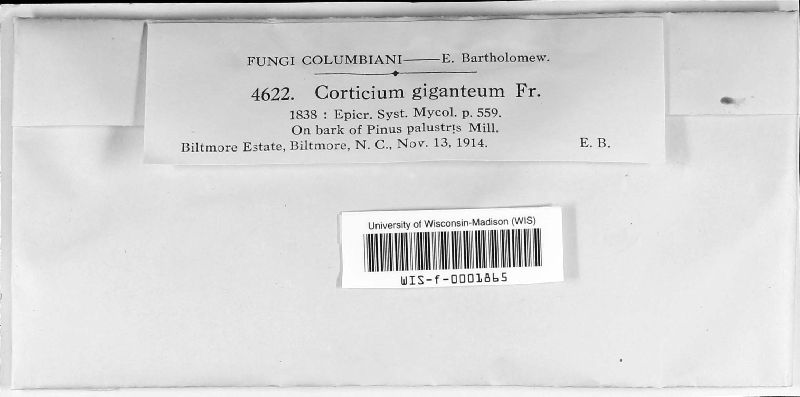 FUNGI COLUMBIANI——E. Bartholomew.
4622. Corticium giganteum Fr.
1838 : Epicr. Syst. Mycol. p. 559.
On bark of Pinus palustris Mill.
Biltmore Estate, Biltmore, N. C., Nov. 13, 1914. E. B.
University of Wisconsin-Madison (WIS)
WIS-f-0001865